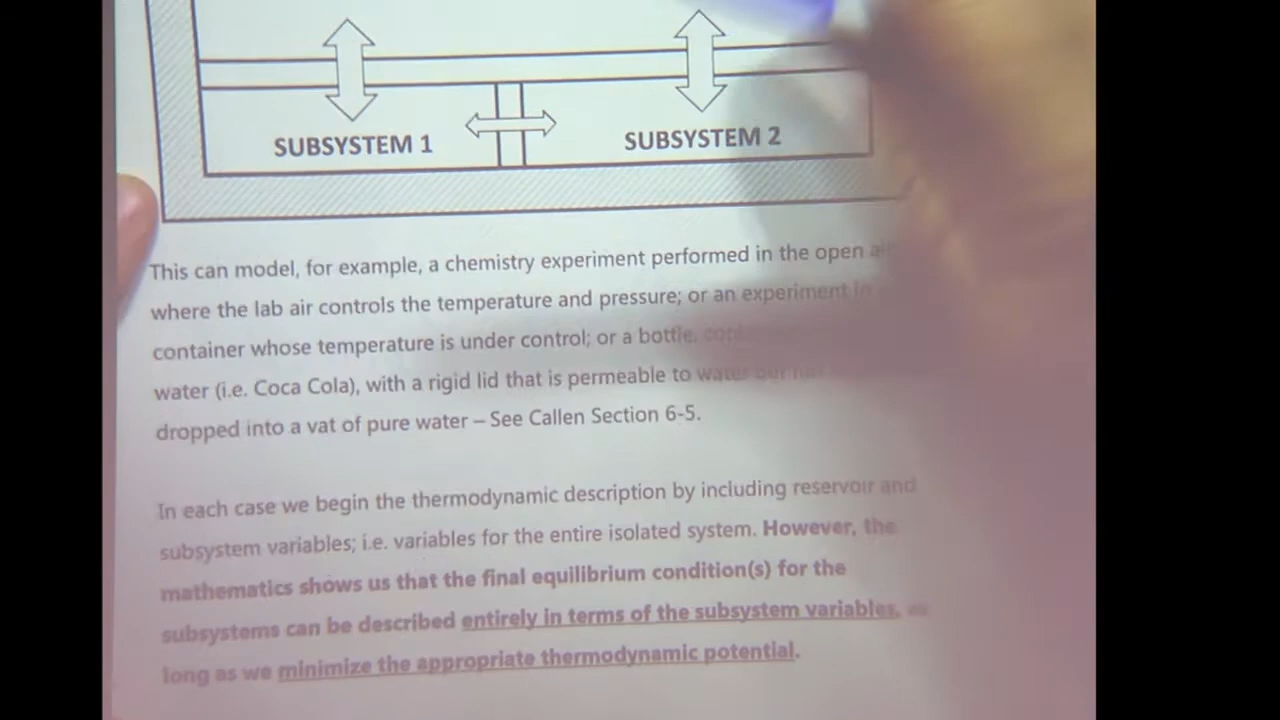 SUBSYSTEM 1
SUBSYSTEM 2
This can model, for example, a chemistry experiment performed in the open
where the lab air controls the temperature and pressure; or an experiment in
container whose temperature is under control; or a bottle,
water (i.e. Coca Cola), with a rigid lid that is permeable to water
dropped into a vat of pure water – See Callen Section 6-5.
In each case we begin the thermodynamic description by including reservoir and
subsystem variables; i.e. variables for the entire isolated system. However, the
mathematics shows us that the final equilibrium condition(s) for the
subsystems can be described entirely in terms of the subsystem variables, as
long as we minimize the appropriate thermodynamic potential.